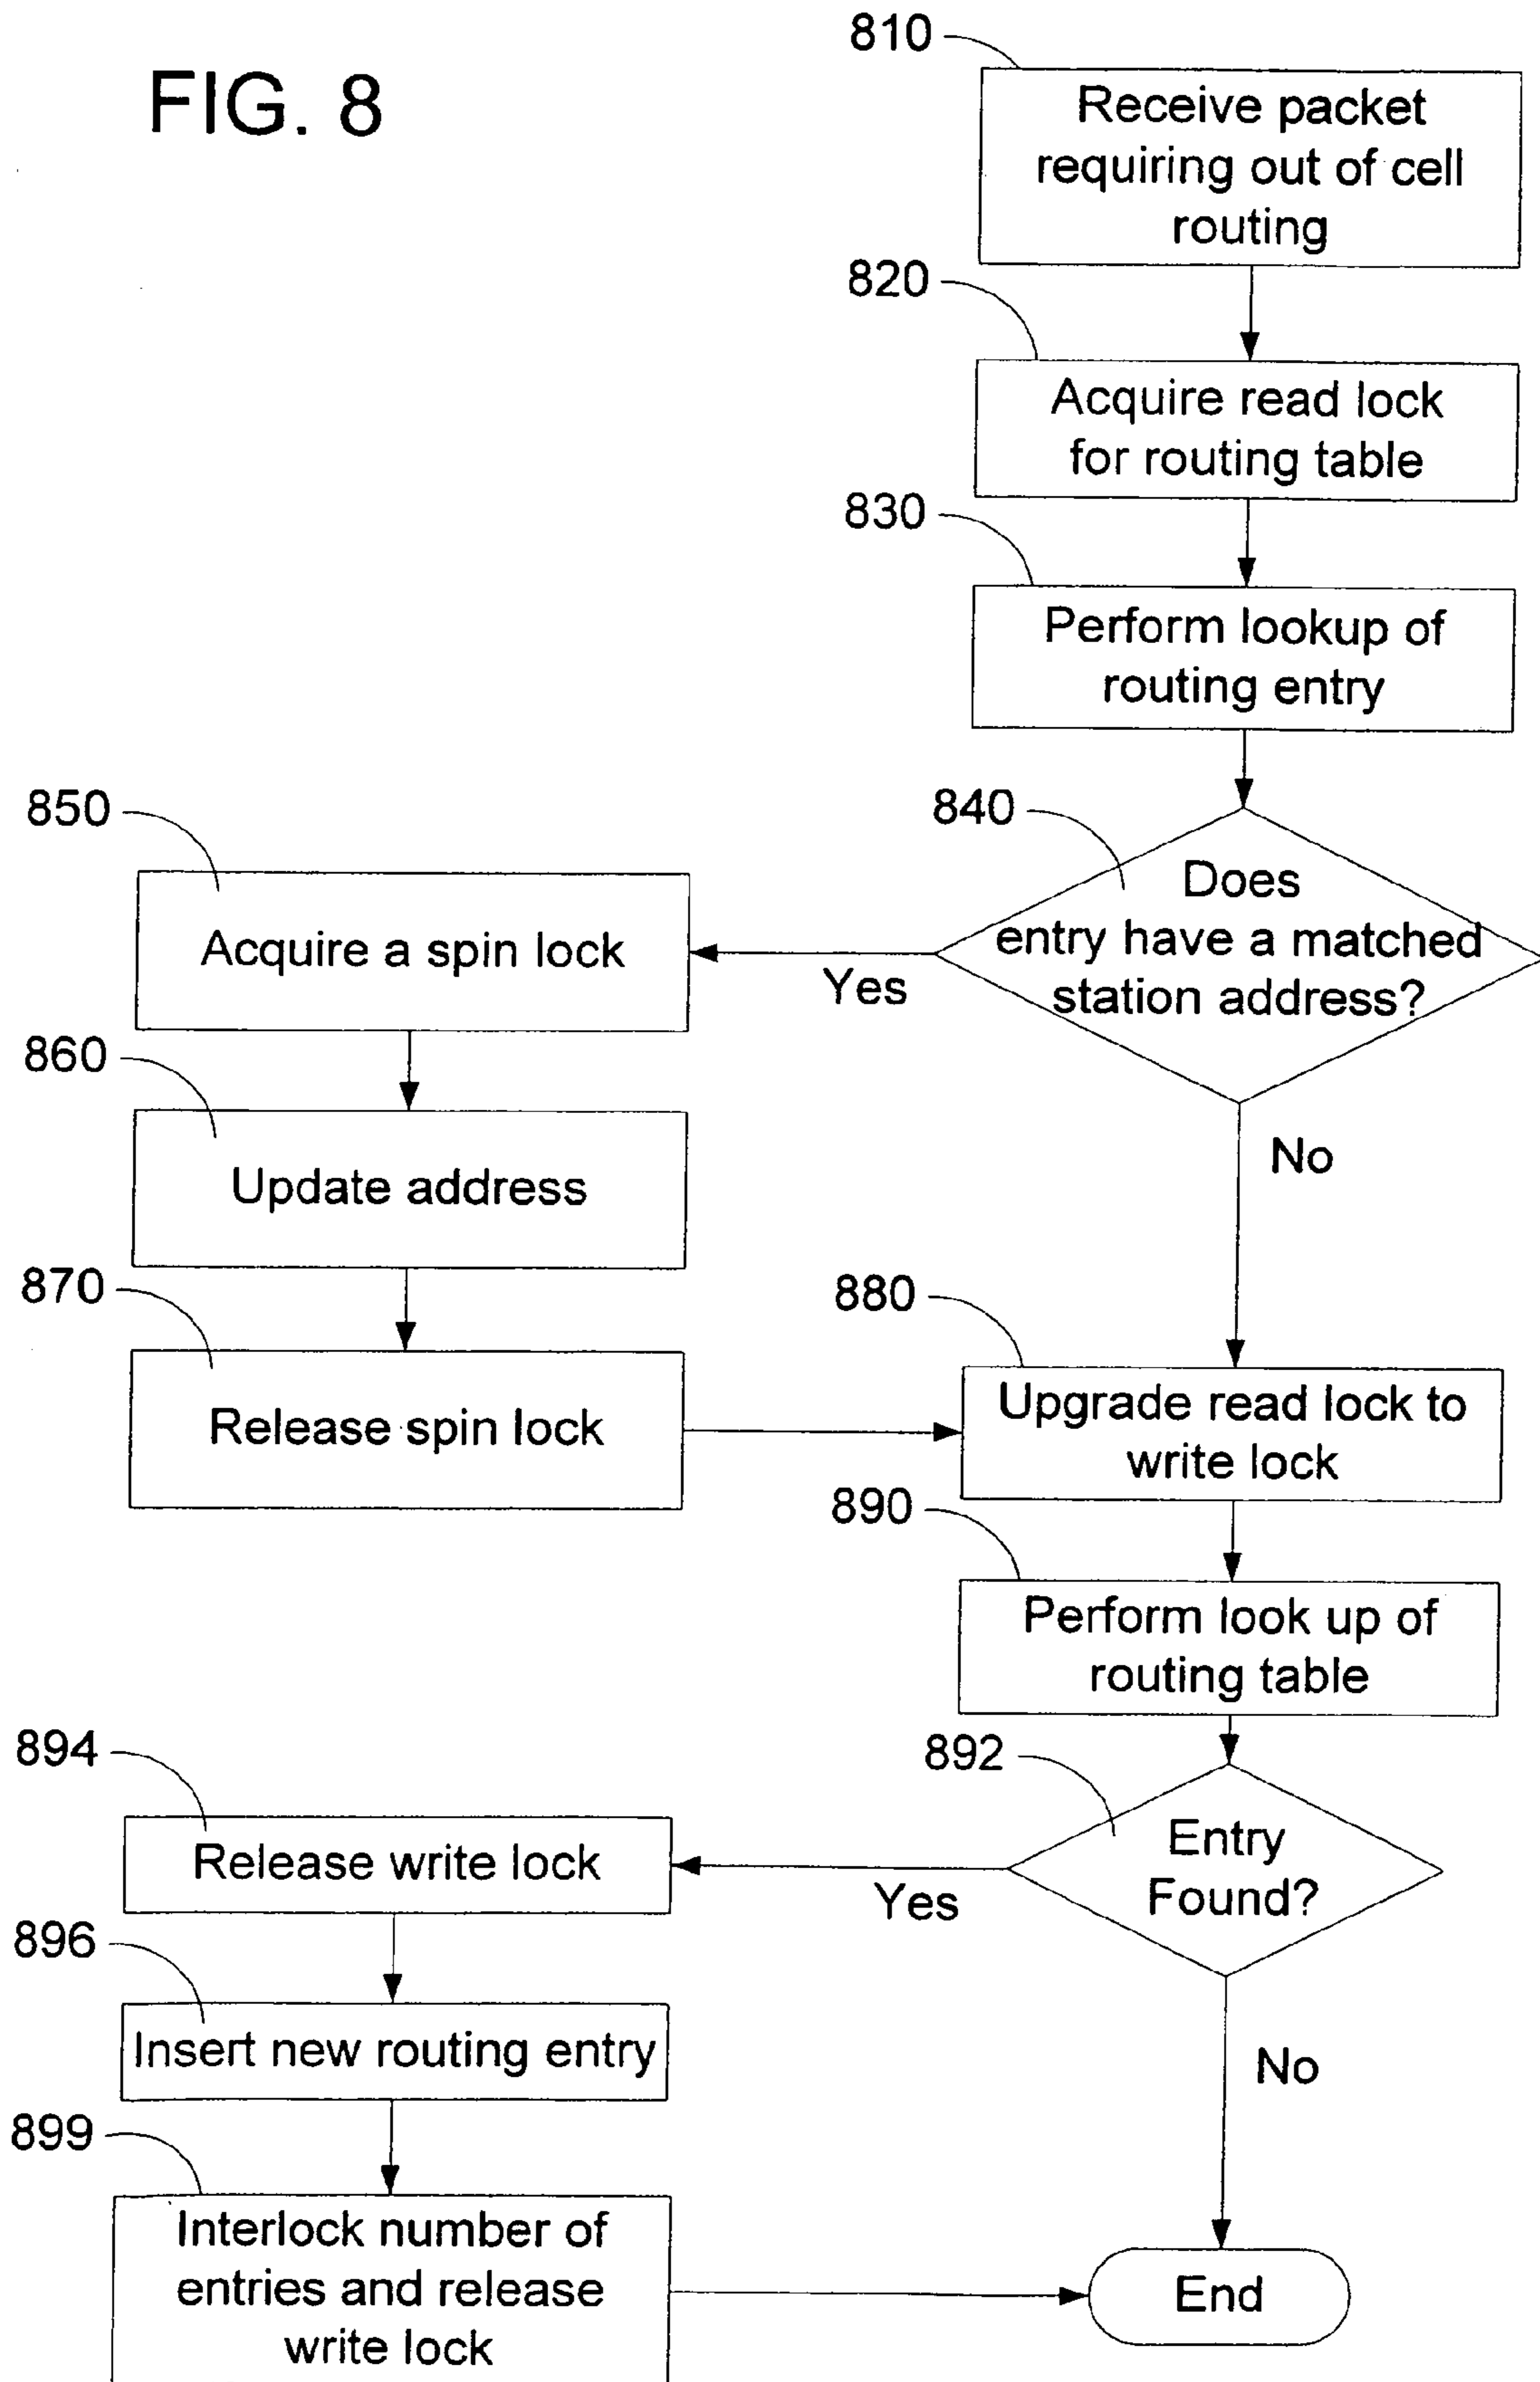 FIG. 8
810
Receive packet
requiring out of cell
routing
820
Acquire read lock
for routing table
830
Perform lookup of
routing entry
840
Does
entry have a matched
station address?
Yes
No
850
Acquire a spin lock
860
Update address
870
Release spin lock
880
Upgrade read lock to
write lock
890
Perform look up of
routing table
892
Entry
Found?
Yes
No
894
Release write lock
896
Insert new routing entry
899
Interlock number of
entries and release
write lock
End